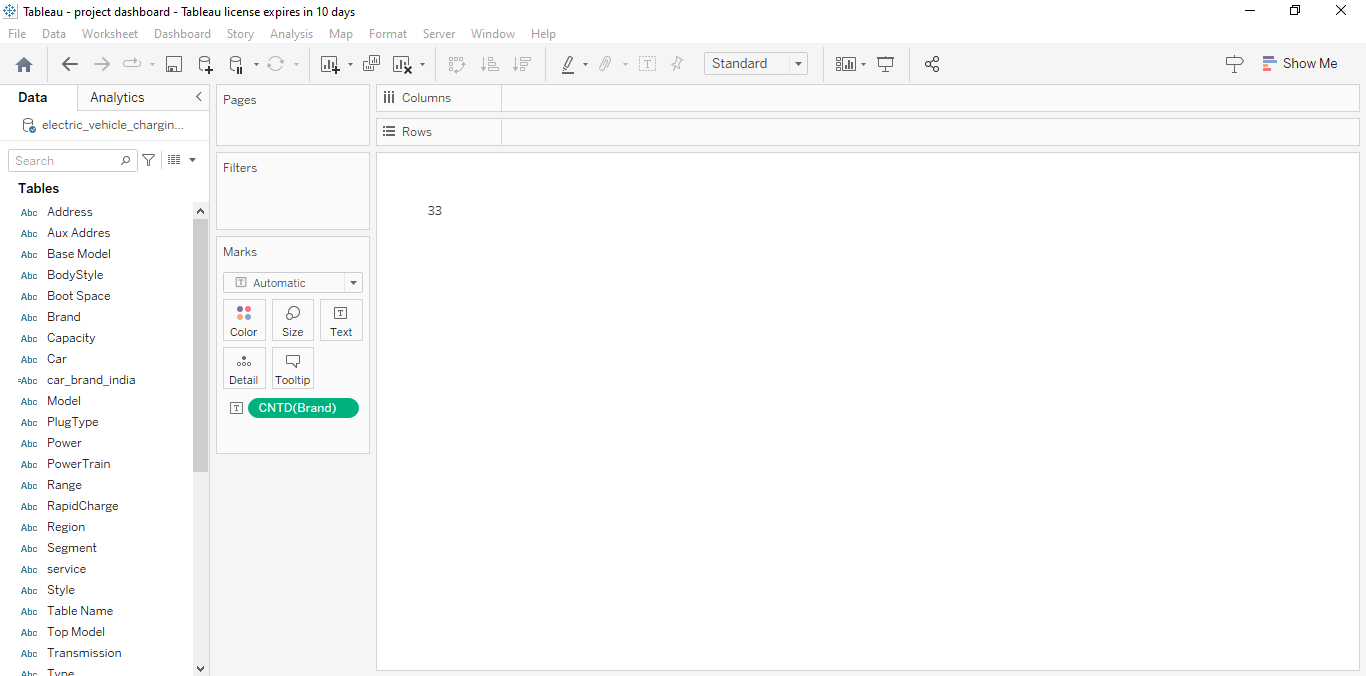 Tableau - project dashboard - Tableau license expires in 10 days
File Data Worksheet Dashboard Story Analysis Map Format Server Window Help
Standard
Show Me
Data Analytics
electric_vehicle_chargin...
Search
Tables
Abc Address
Abc Aux Addres
Abc Base Model
Abc BodyStyle
Abc Boot Space
Abc Brand
Abc Capacity
Abc Car
=Abc car_brand_india
Abc Model
Abc PlugType
Abc Power
Abc PowerTrain
Abc Range
Abc RapidCharge
Abc Region
Abc Segment
Abc service
Abc Style
Abc Table Name
Abc Top Model
Abc Transmission
Abc Type
Pages
Filters
Marks
T Automatic
Color Size T Text
Detail Tooltip
T CNTD(Brand)
Columns
Rows
33